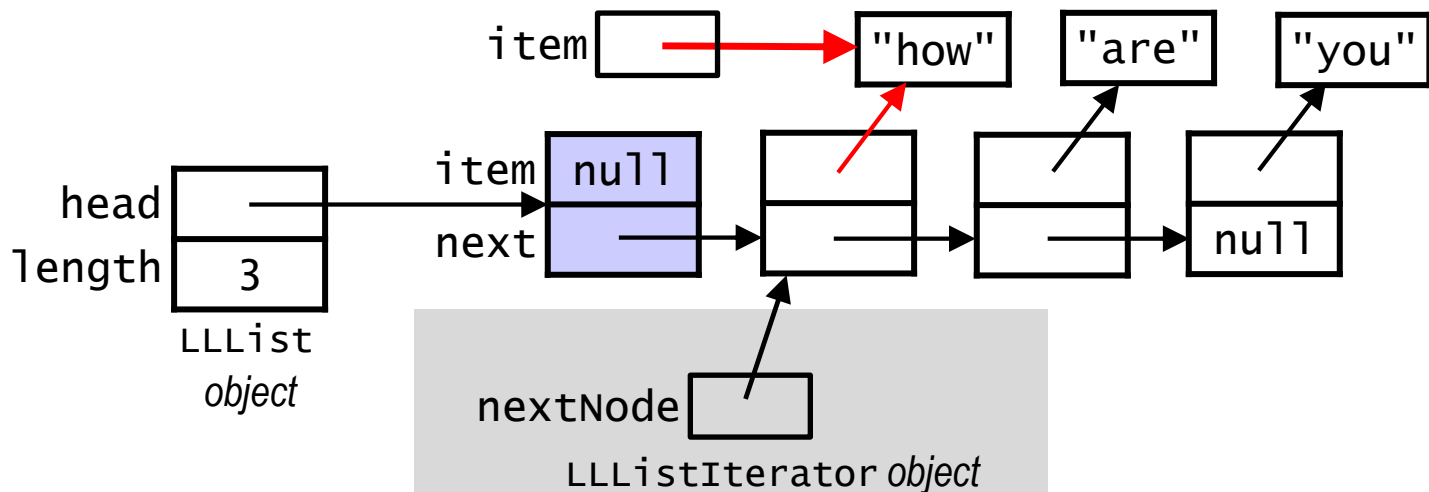 item "how" "are" "you"
item null
head
next null
length 3
LLList
object
nextNode
LLListIterator object